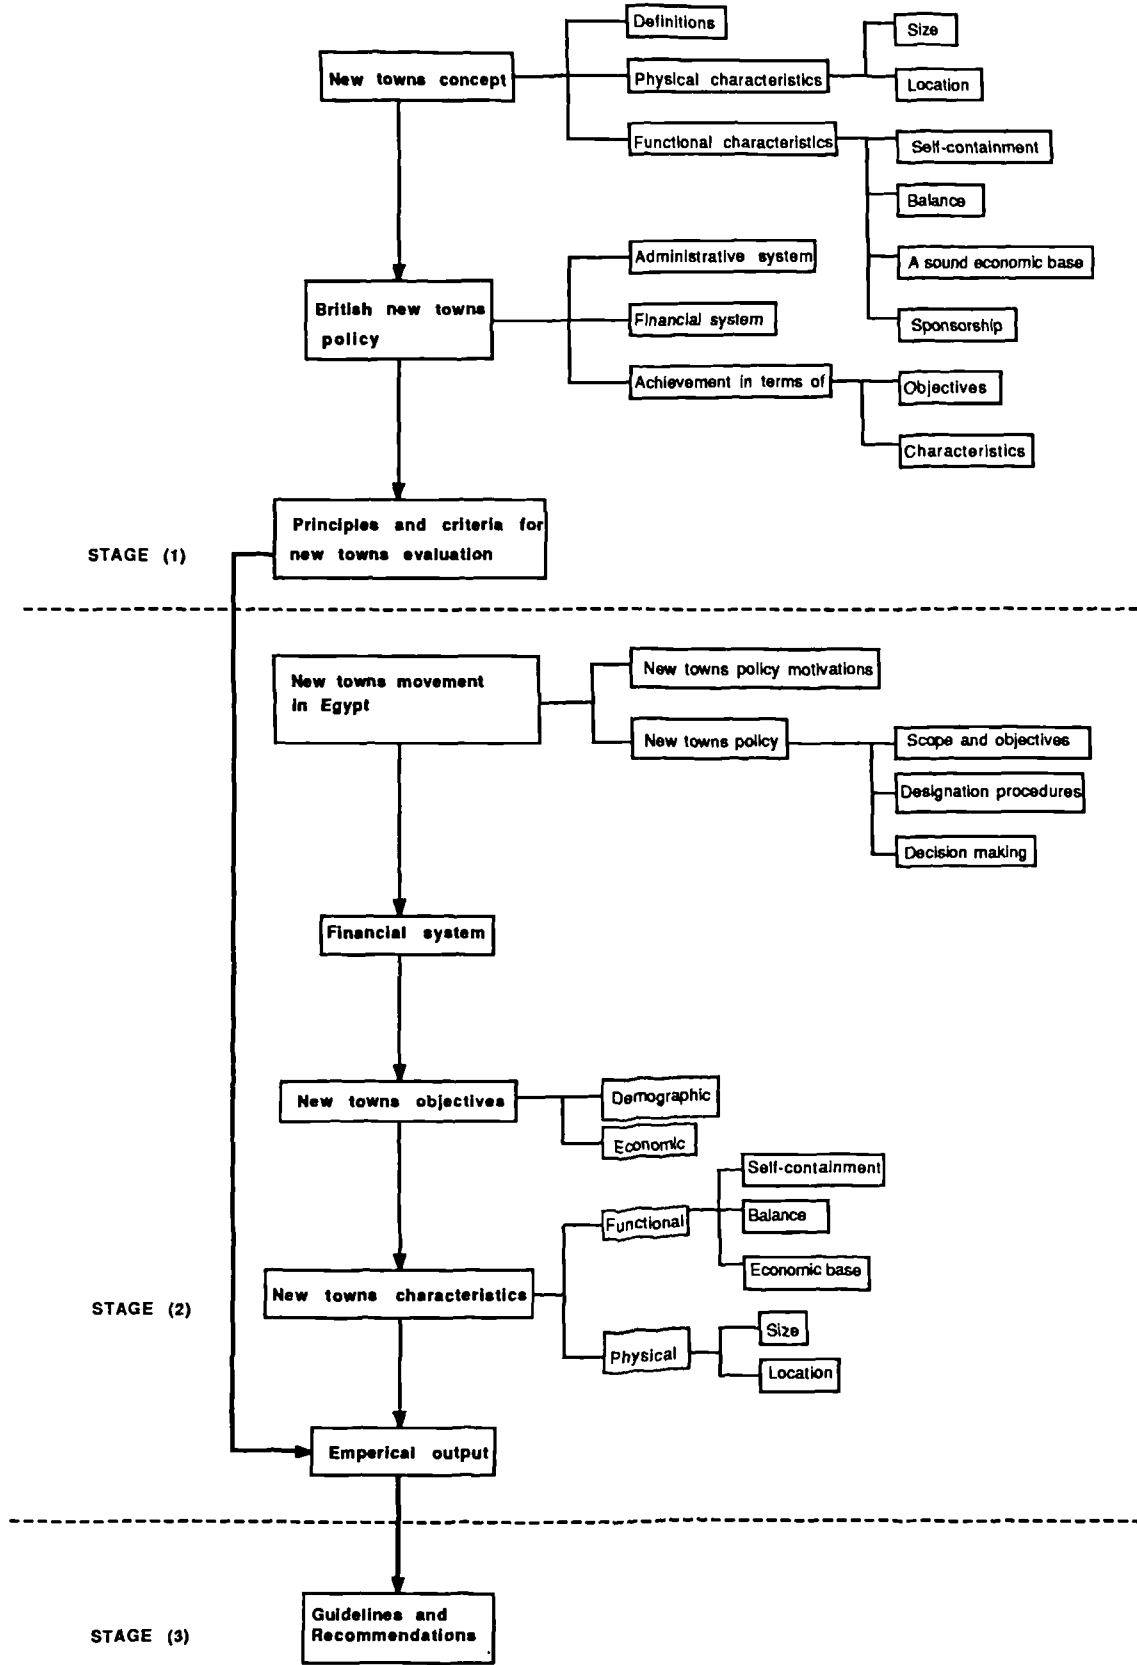 Definitions
Size
New towns concept
Physical characteristics
Location
Functional characteristics
Self-containment
Balance
Administrative system
A sound economic base
British new towns
policy
Financial system
Sponsorship
Achievement in terms of
Objectives
Characteristics
Principles and criteria for
new towns evaluation
STAGE (1)
New towns movement
in Egypt
New towns policy motivations
New towns policy
Scope and objectives
Designation procedures
Decision making
Financial system
New towns objectives
Demographic
Economic
Self-containment
Functional
Balance
Economic base
New towns characteristics
STAGE (2)
Size
Physical
Location
Emperical output
Guidelines and
Recommendations
STAGE (3)